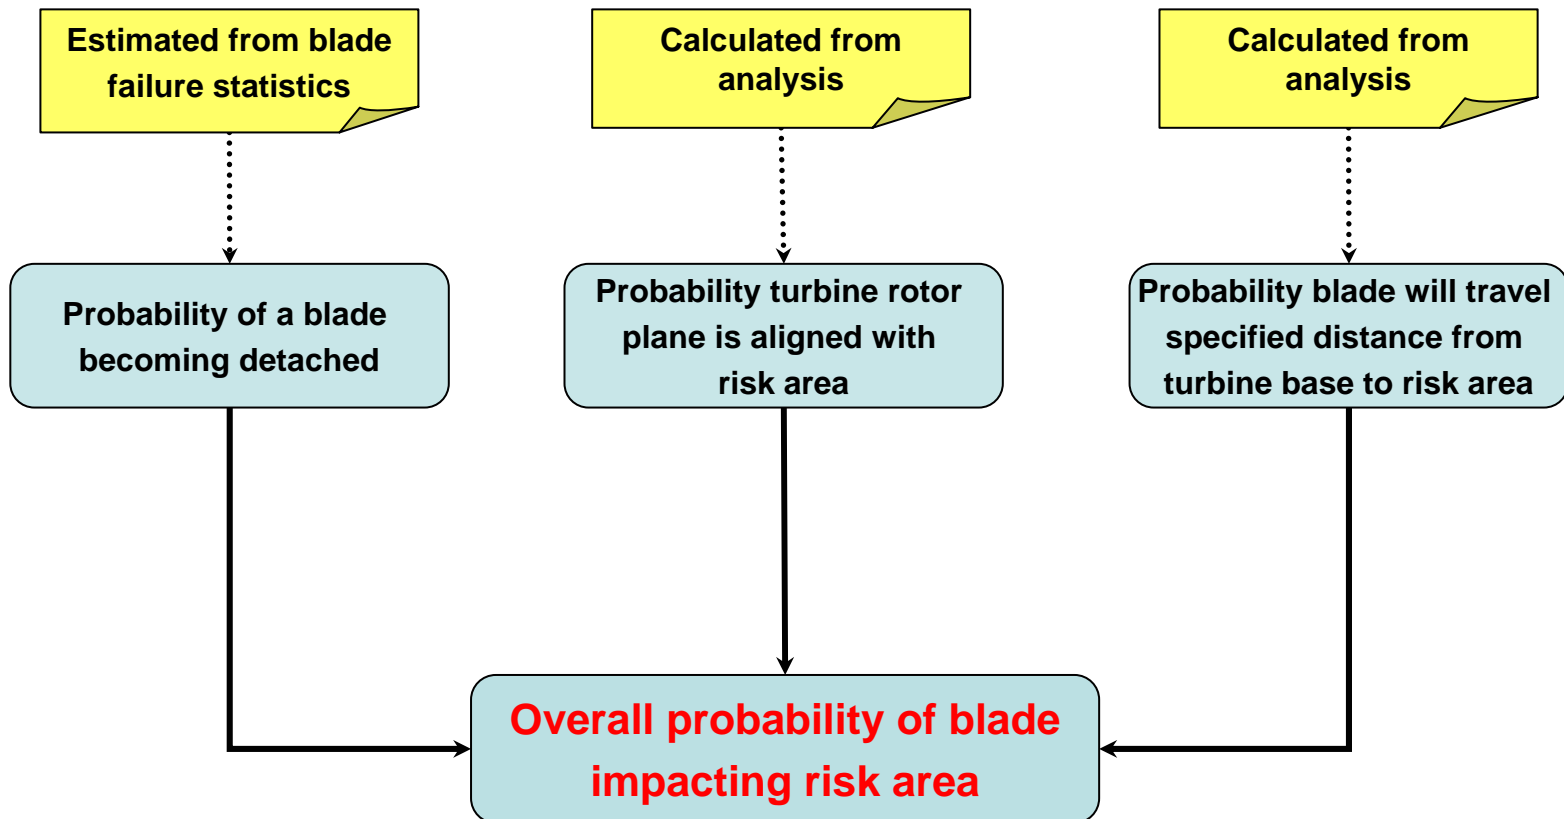 Estimated from blade
failure statistics
Calculated from
analysis
Calculated from
analysis
Probability of a blade
becoming detached
Probability turbine rotor
plane is aligned with
risk area
Probability blade will travel
specified distance from
turbine base to risk area
Overall probability of blade
impacting risk area